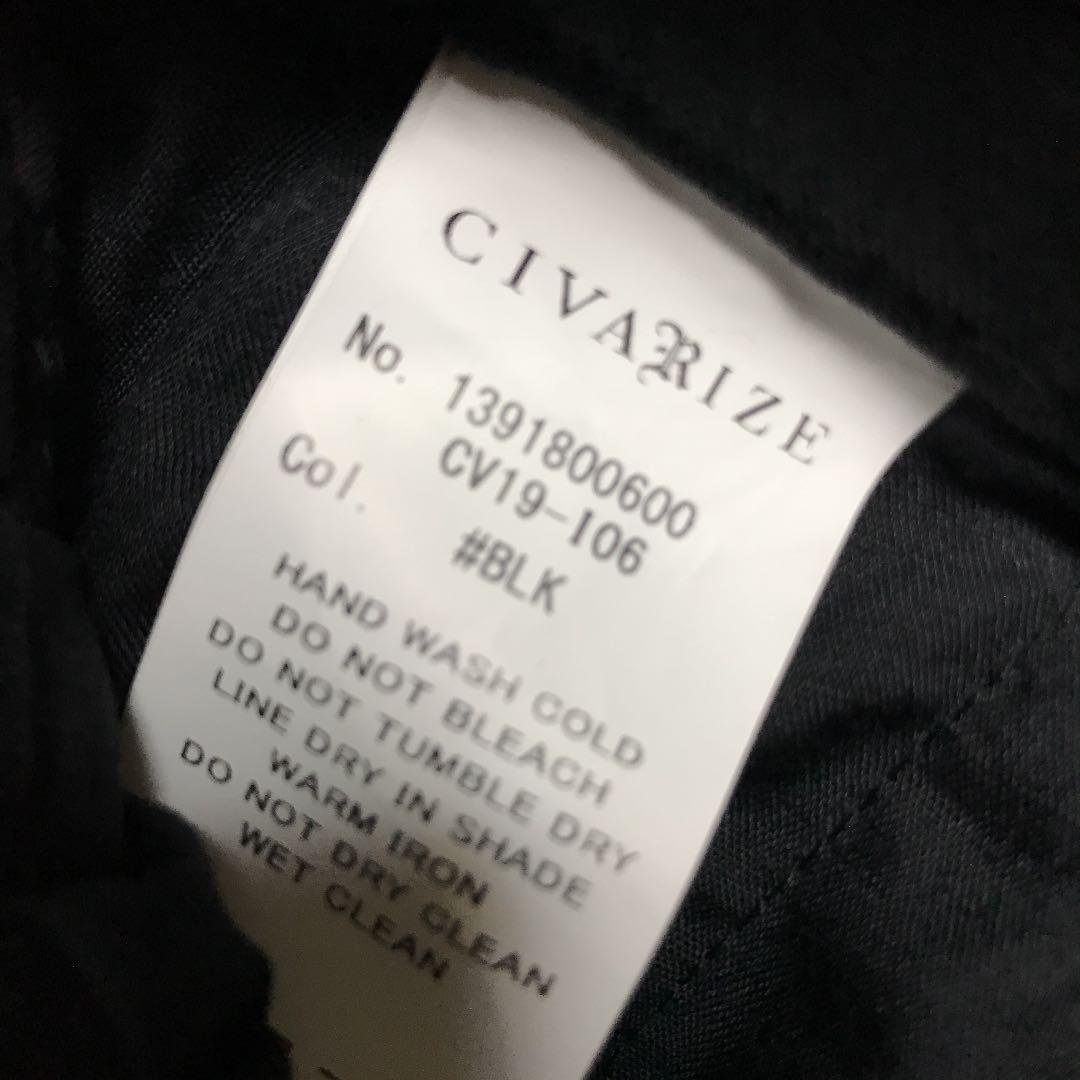 CIVARIZE
No. 1391800600
CV19-I06
Col. #BLK
HAND WASH COLD
DO NOT BLEACH
DO NOT TUMBLE DRY
LINE DRY IN SHADE
WARM IRON
DO NOT DRY CLEAN
WET CLEAN